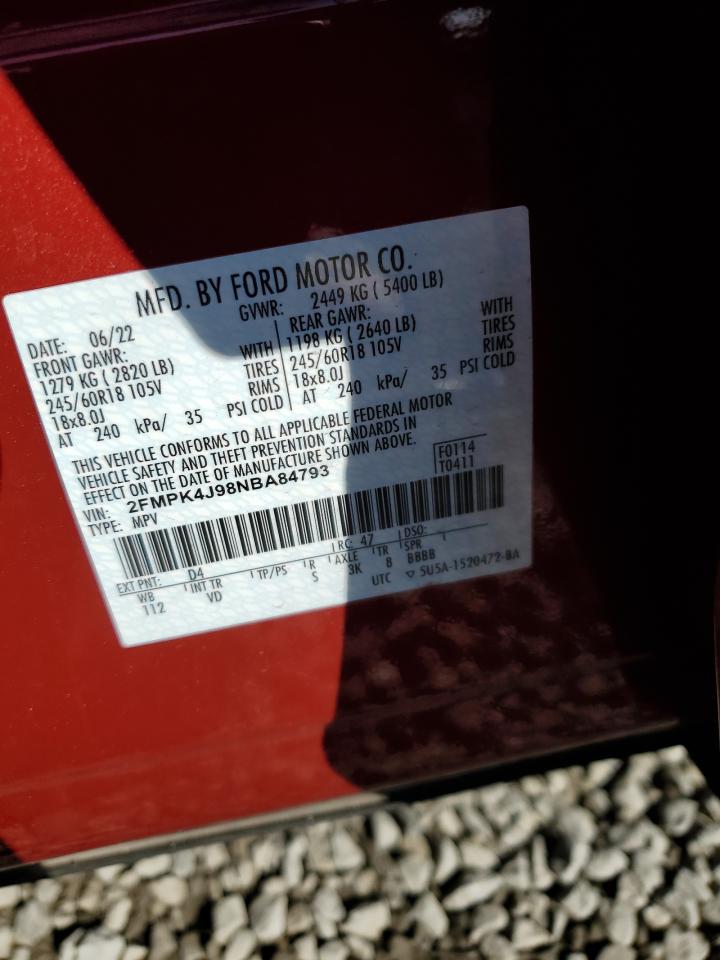 MFD. BY FORD MOTOR CO.
DATE: 06/22 GVWR: 2449 KG ( 5400 LB)
FRONT GAWR: REAR GAWR:
1279 KG ( 2820 LB) WITH 1198 KG ( 2640 LB) WITH
245/60R18 105V TIRES 245/60R18 105V TIRES
18x8.0J RIMS 18x8.0J RIMS
AT 240 kPa/ 35 PSI COLD AT 240 kPa/ 35 PSI COLD
THIS VEHICLE CONFORMS TO ALL APPLICABLE FEDERAL MOTOR
VEHICLE SAFETY AND THEFT PREVENTION STANDARDS IN
EFFECT ON THE DATE OF MANUFACTURE SHOWN ABOVE.
F0114
T0411
VIN: 2FMPK4J98NBA84793
TYPE: MPV
EXT PNT: D4 RC: 47 DSO:
WB INT TR TP/PS R AXLE TR SPR
112 VD S 3K 8 BBBB
UTC ▽ 5U5A-1520472-BA